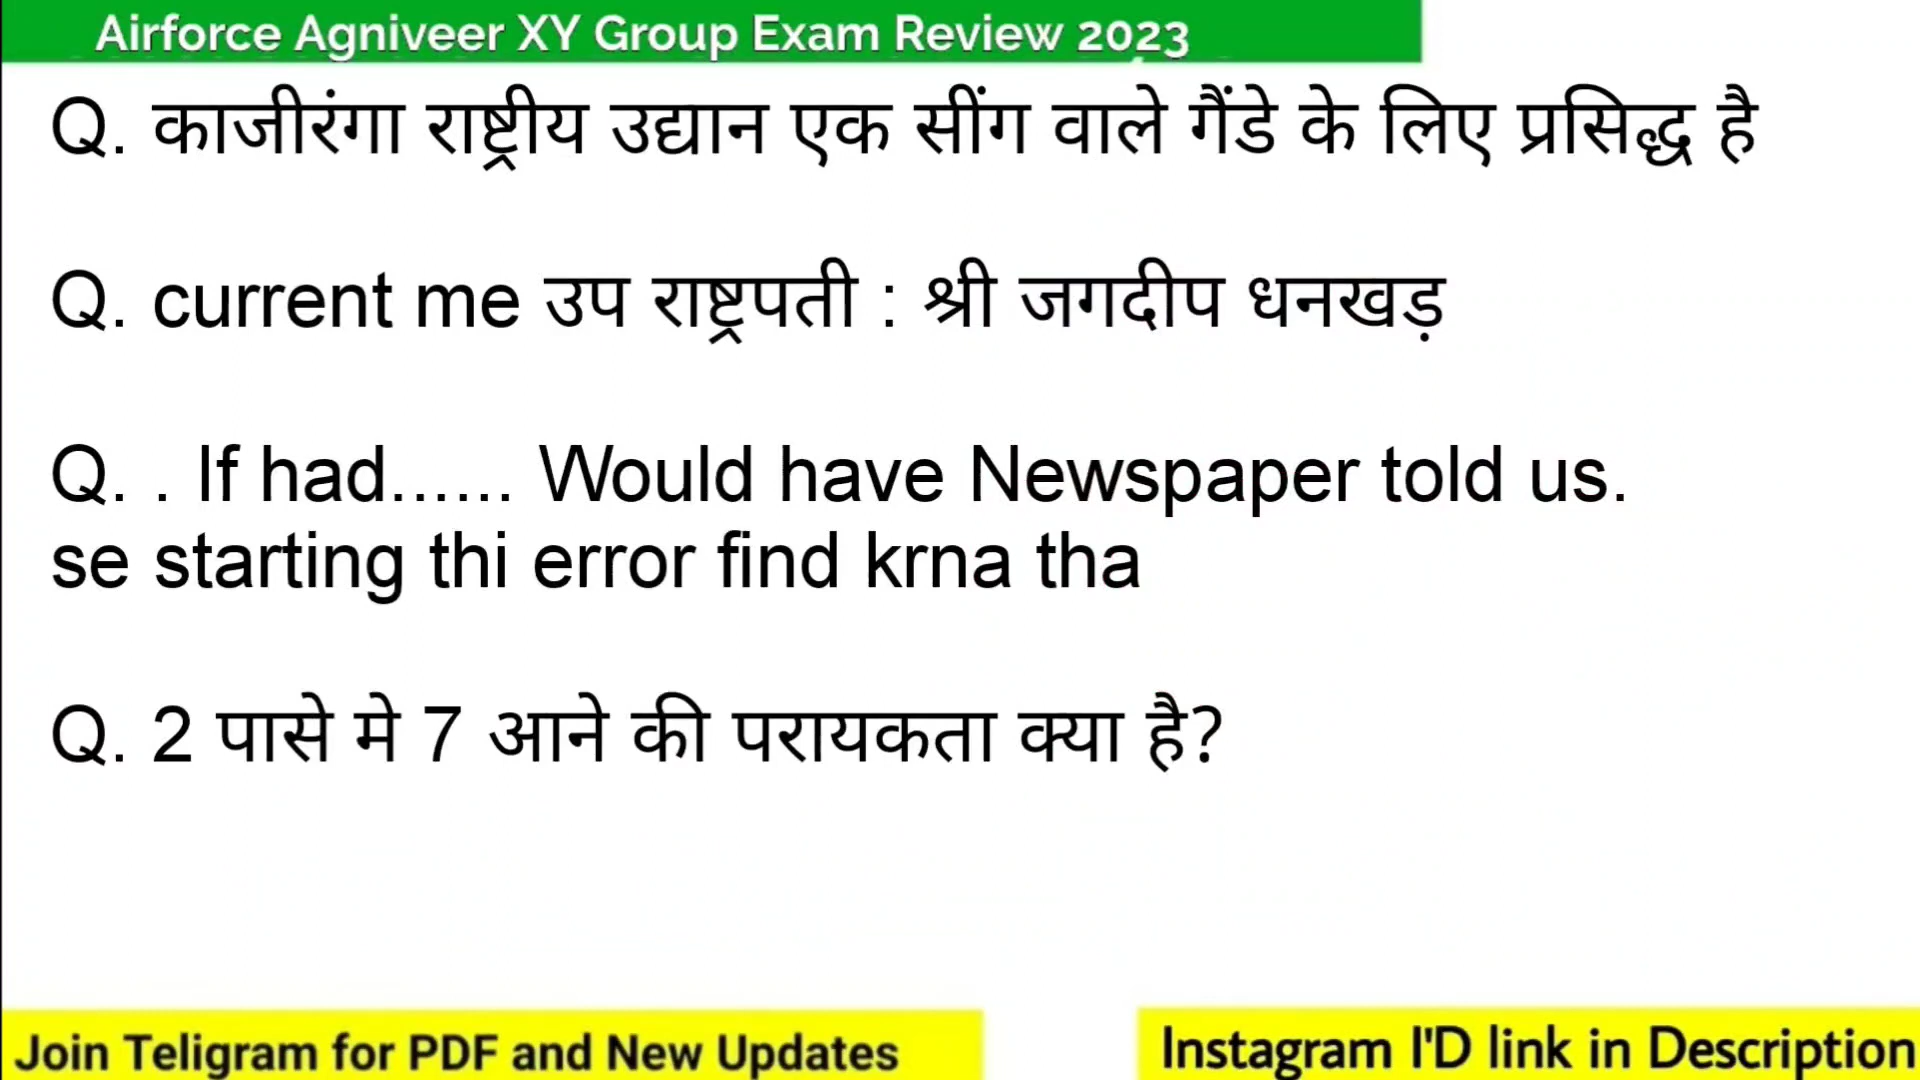 Airforce Agniveer XY Group Exam Review 2023
Q. काजीरंगा राष्ट्रीय उद्यान एक सींग वाले गैंडे के लिए प्रसिद्ध है
Q. current me उप राष्ट्रपती : श्री जगदीप धनखड़
Q. . If had...... Would have Newspaper told us.
se starting thi error find krna tha
Q. 2 पासे मे 7 आने की परायकता क्या है?
Join Teligram for PDF and New Updates
Instagram I'D link in Description